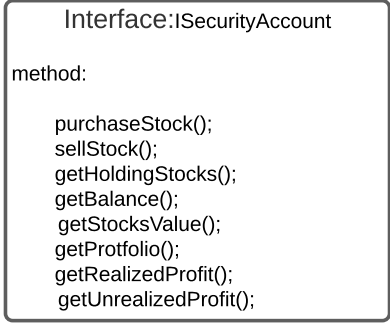 Interface:ISecurityAccount
method:
purchaseStock();
sellStock();
getHoldingStocks();
getBalance();
getStocksValue();
getProtfolio();
getRealizedProfit();
getUnrealizedProfit();